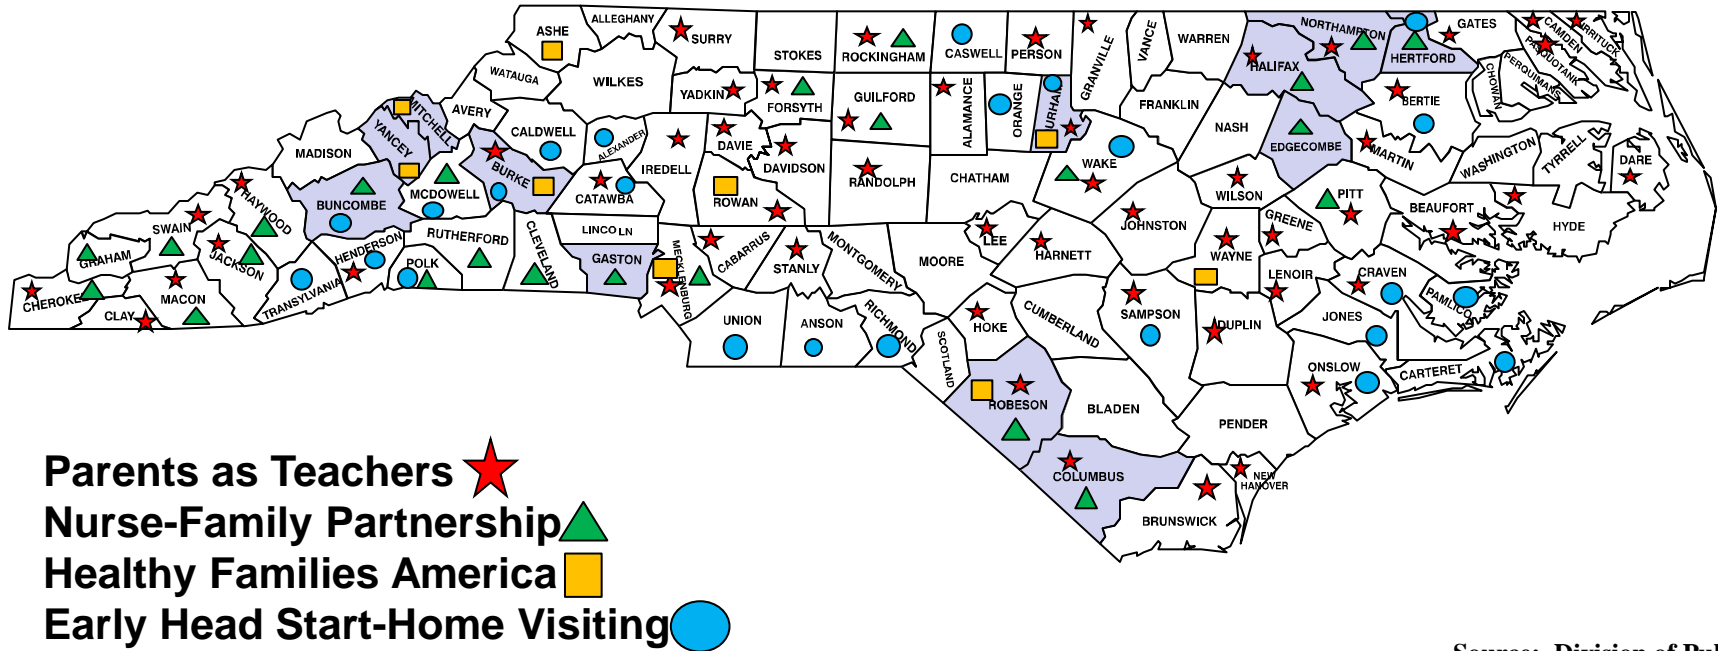 ALLEGHANY
ASHE
SURRY
STOKES
ROCKINGHAM
CASWELL
PERSON
GRANVILLE
VANCE
WARREN
NORTHAMPTON
HERTFORD
GATES
CAMDEN
PASQUOTANK
PERQUIMANS
CHOWAN
HALIFAX
WATAUGA
WILKES
YADKIN
FORSYTH
GUILFORD
ALAMANCE
ORANGE
FRANKLIN
BERTIE
MITCHELL
AVERY
YANCEY
CALDWELL
ALEXANDER
IREDELL
DAVIE
DAVIDSON
RANDOLPH
CHATHAM
WAKE
NASH
EDGECOMBE
MARTIN
WASHINGTON
TYRRELL
DARE
MADISON
BUNCOMBE
MCDOWELL
BURKE
CATAWBA
ROWAN
WILSON
JOHNSTON
PITT
BEAUFORT
HYDE
HAYWOOD
SWAIN
GRAHAM
JACKSON
CHEROKEE
CLAY
MACON
TRANSYLVANIA
HENDERSON
POLK
RUTHERFORD
CLEVELAND
LINCOLN
GASTON
MECKLENBURG
CABARRUS
STANLY
MONTGOMERY
MOORE
LEE
HARNETT
WAYNE
GREENE
LENOIR
CRAVEN
PAMLICO
JONES
UNION
ANSON
RICHMOND
SCOTLAND
HOKE
CUMBERLAND
SAMPSON
DUPLIN
ONSLOW
CARTERET
ROBESON
BLADEN
PENDER
COLUMBUS
BRUNSWICK
NEW
HANOVER
Parents as Teachers
Nurse-Family Partnership
Healthy Families America
Early Head Start-Home Visiting